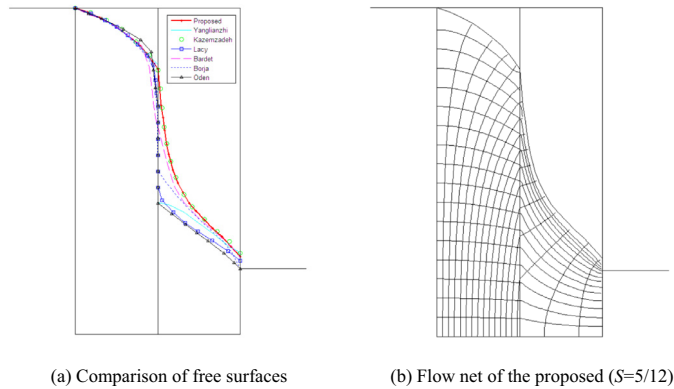 Proposed
Yanglianzhi
Kazemzadeh
Lacy
Bardet
Borja
Oden
(a) Comparison of free surfaces
(b) Flow net of the proposed (S=5/12)